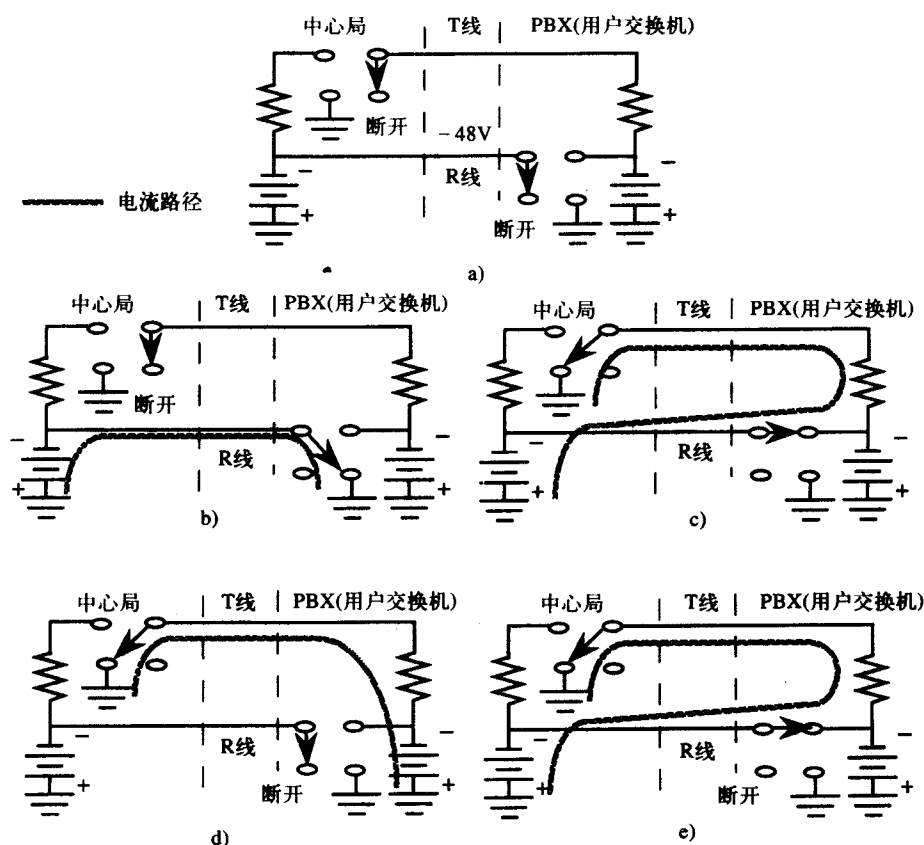 中心局 T线 PBX(用户交换机)
断开 －48V
－ R线 －
电流路径
+ 断开 +
a)
中心局 T线 PBX(用户交换机)
断开
－ R线 －
+ +
b)
中心局 T线 PBX(用户交换机)
－ R线 －
+ +
c)
中心局 T线 PBX(用户交换机)
－ R线 －
+ 断开 +
d)
中心局 T线 PBX(用户交换机)
－ R线 －
+ +
e)